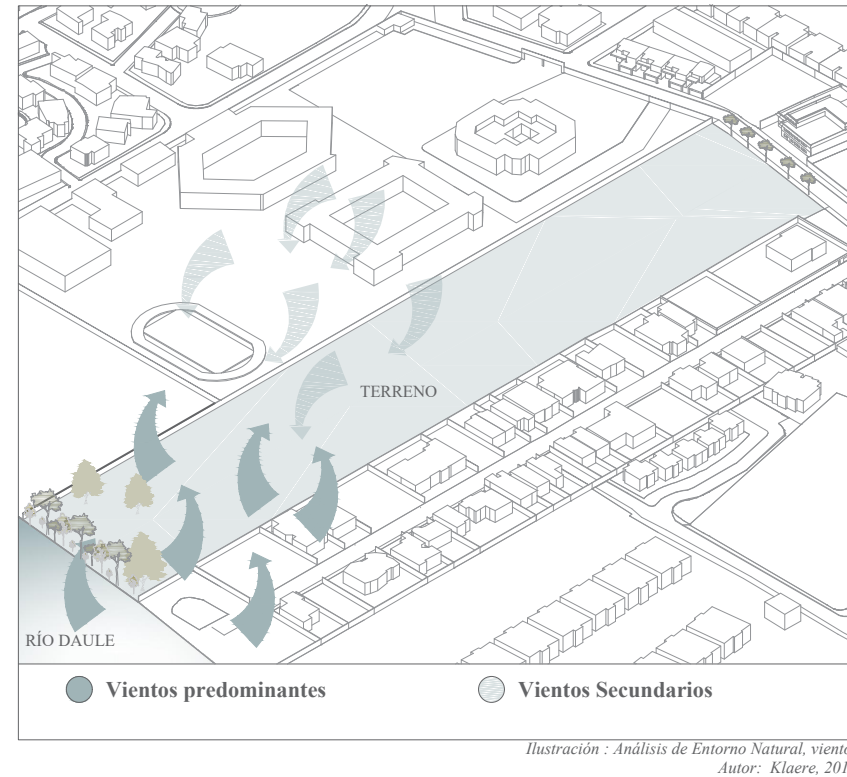 TERRENO
RÍO DAULE
Vientos predominantes
Vientos Secundarios
Ilustración : Análisis de Entorno Natural, viento
Autor: Klaere, 201